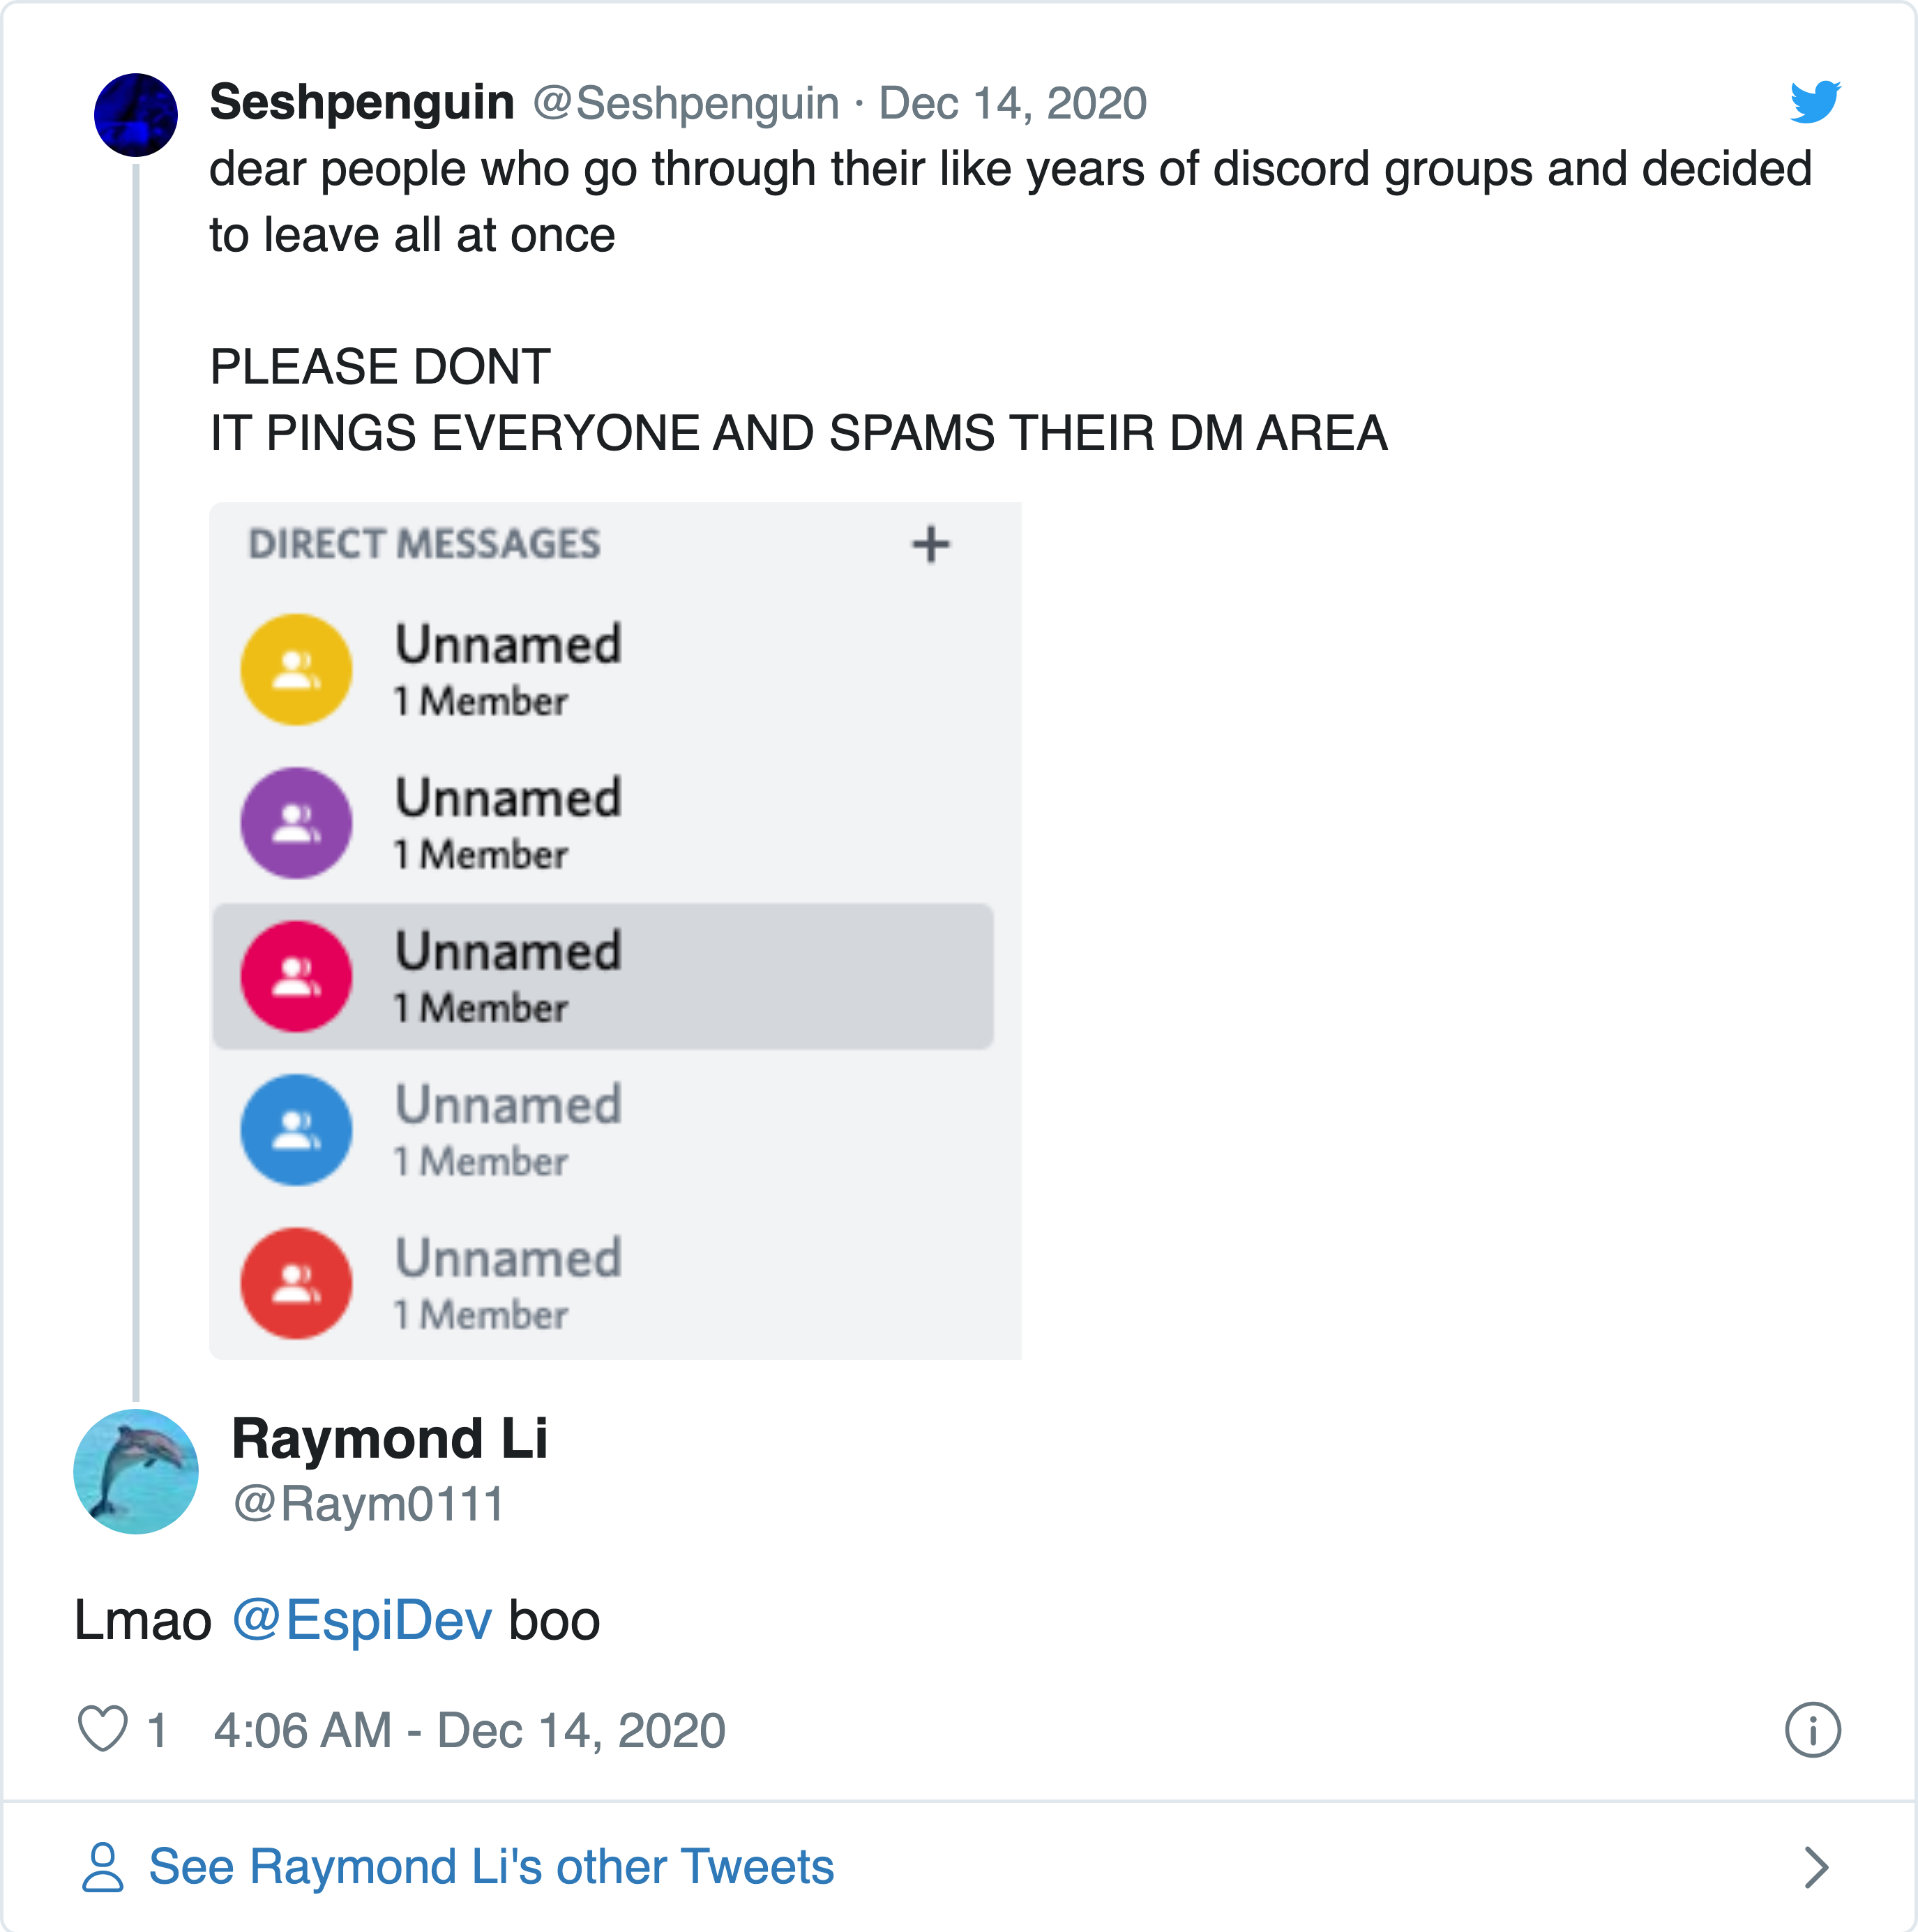 Seshpenguin @Seshpenguin · Dec 14, 2020
dear people who go through their like years of discord groups and decided
to leave all at once
PLEASE DONT
IT PINGS EVERYONE AND SPAMS THEIR DM AREA
DIRECT MESSAGES +
Unnamed
1 Member
Unnamed
1 Member
Unnamed
1 Member
Unnamed
1 Member
Unnamed
1 Member
Raymond Li
@Raym0111
Lmao @EspiDev boo
1 4:06 AM - Dec 14, 2020
See Raymond Li's other Tweets